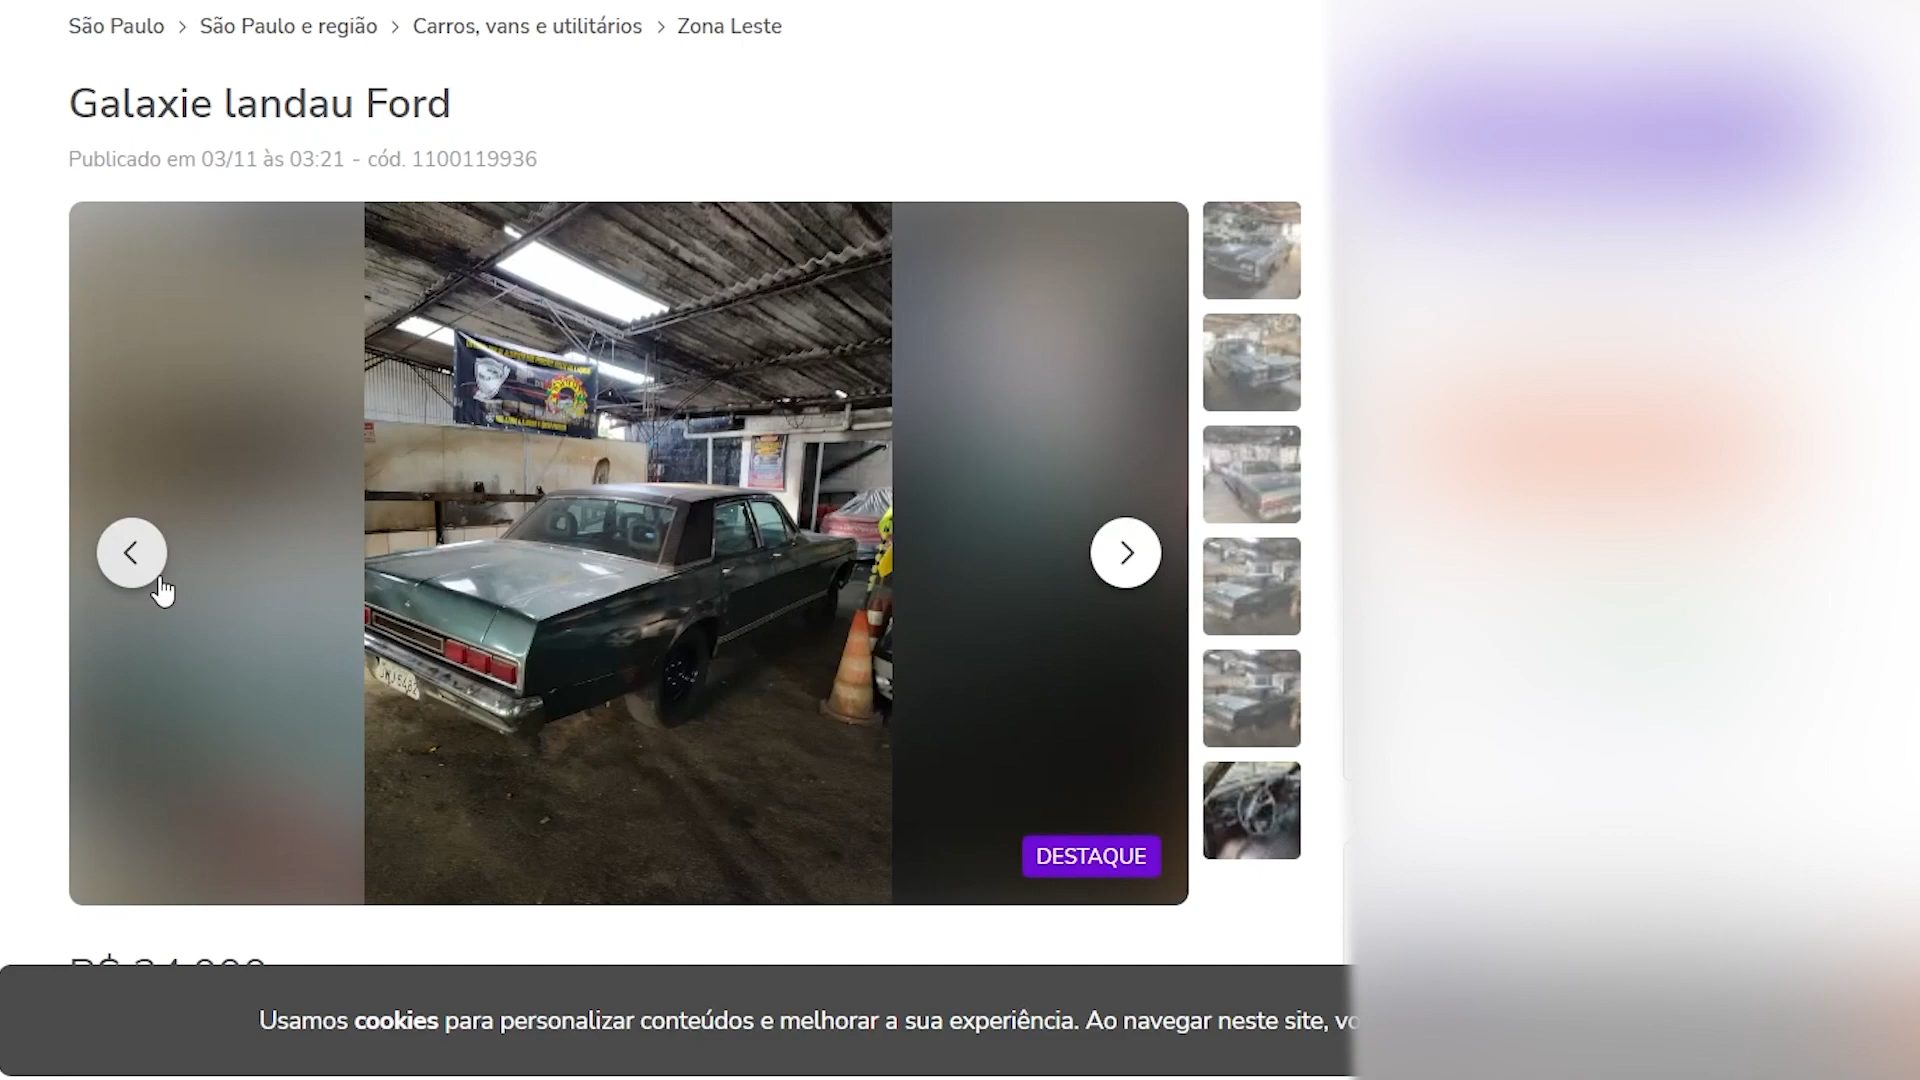 São Paulo > São Paulo e região > Carros, vans e utilitários > Zona Leste
Galaxie landau Ford
Publicado em 03/11 às 03:21 - cód. 1100119936
DESTAQUE
Usamos cookies para personalizar conteúdos e melhorar a sua experiência. Ao navegar neste site,